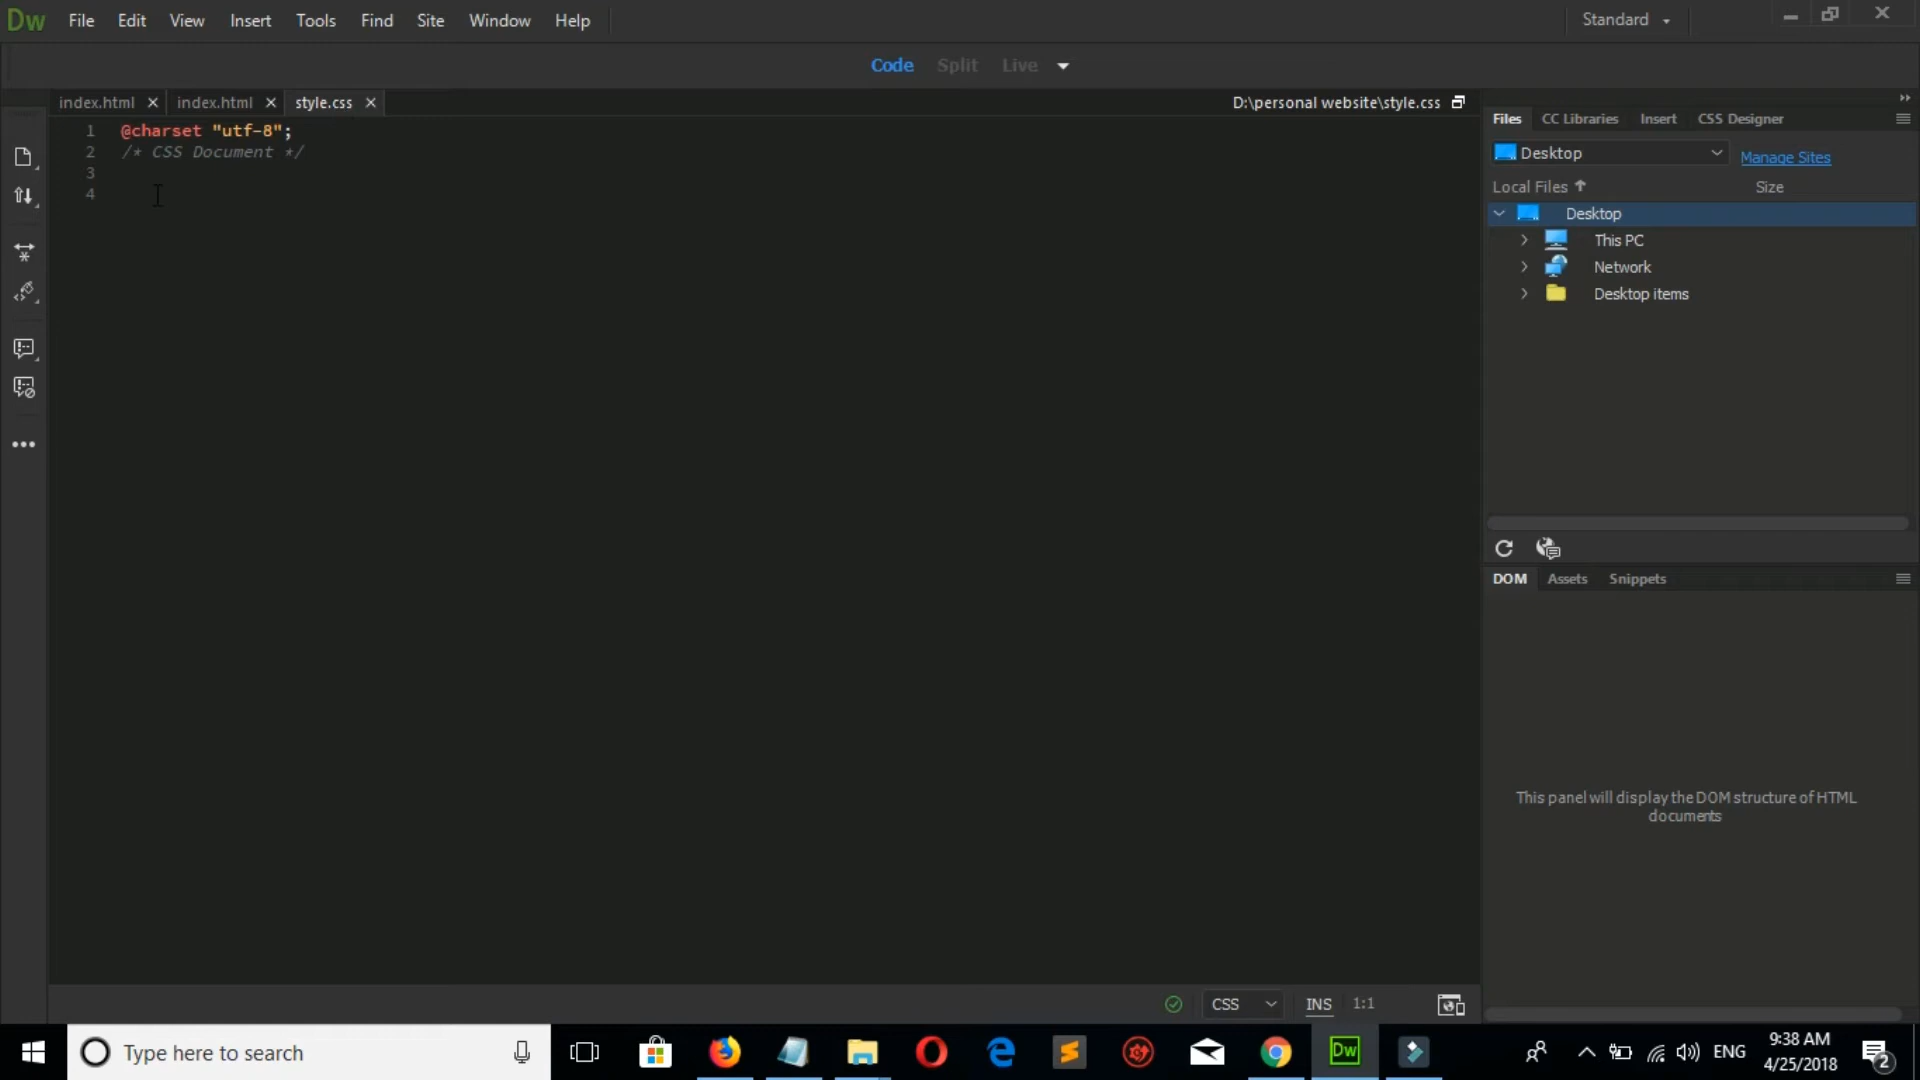 Dw File Edit View Insert Tools Find Site Window Help Standard
Code Split Live
index.html index.html style.css D:\personal website\style.css
1 @charset "utf-8";
2 /* CSS Document */
3
4
Files CC Libraries Insert CSS Designer
Desktop Manage Sites
Local Files Size
Desktop
This PC
Network
Desktop items
DOM Assets Snippets
This panel will display the DOM structure of HTML
documents
CSS INS 1:1
Type here to search
Dw
ENG
9:38 AM
4/25/2018
2